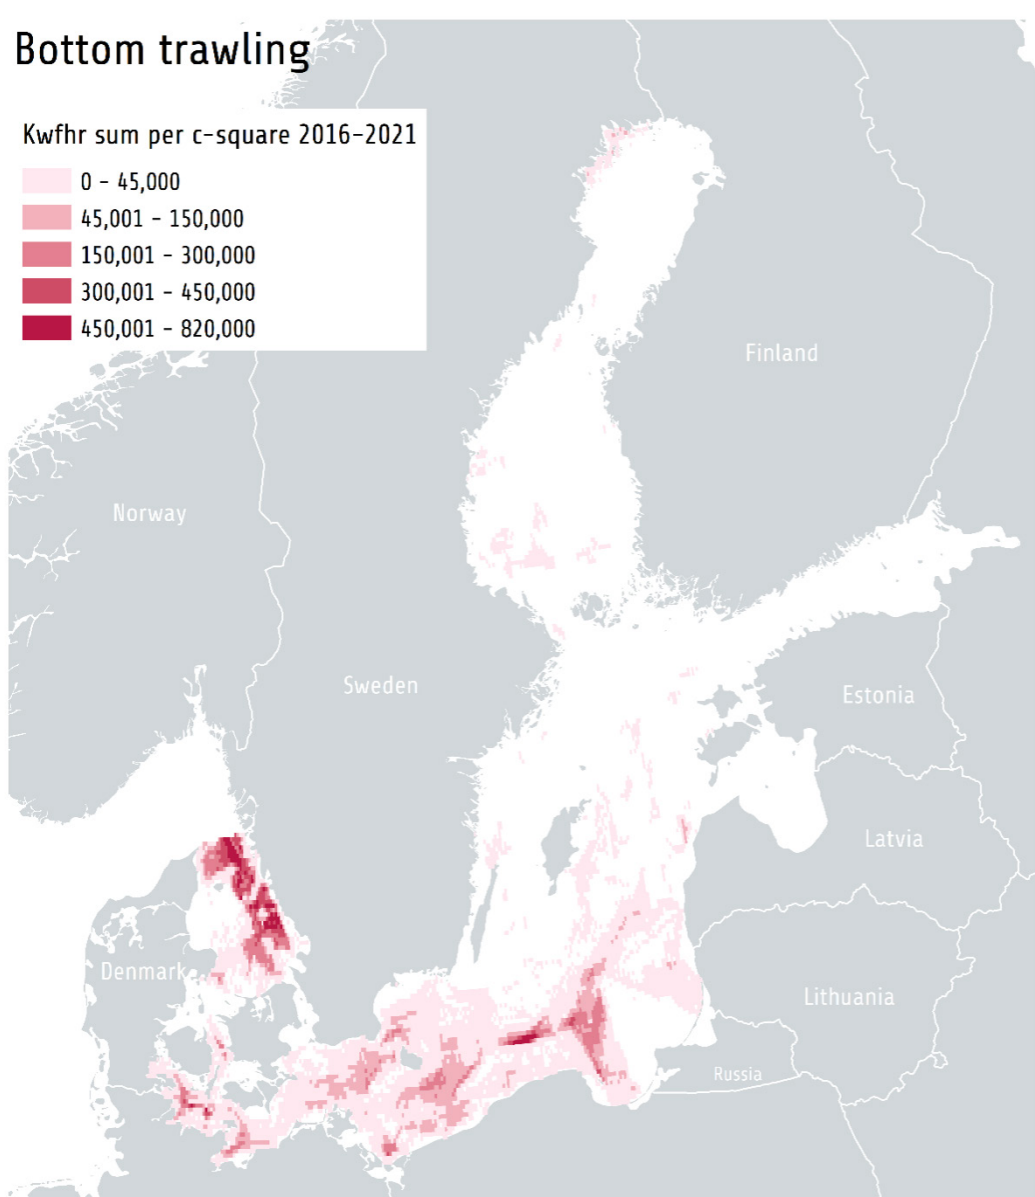 Bottom trawling
Kwfhr sum per c-square 2016-2021
0 - 45,000
45,001 - 150,000
150,001 - 300,000
300,001 - 450,000
450,001 - 820,000
Finland
Norway
Sweden
Estonia
Latvia
Denmark
Lithuania
Russia